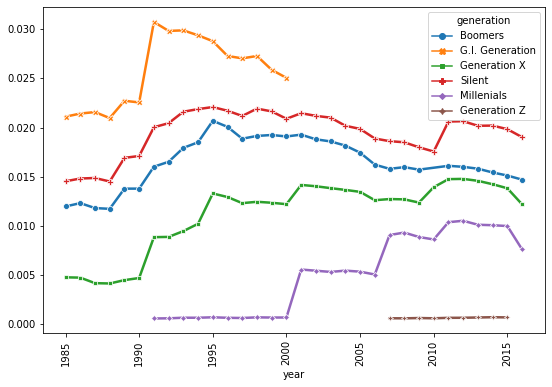 generation
Boomers
G.I. Generation
Generation X
Silent
Millenials
Generation Z
0.030
0.025
0.020
0.015
0.010
0.005
0.000
1985
1990
1995
2000
2005
2010
2015
year